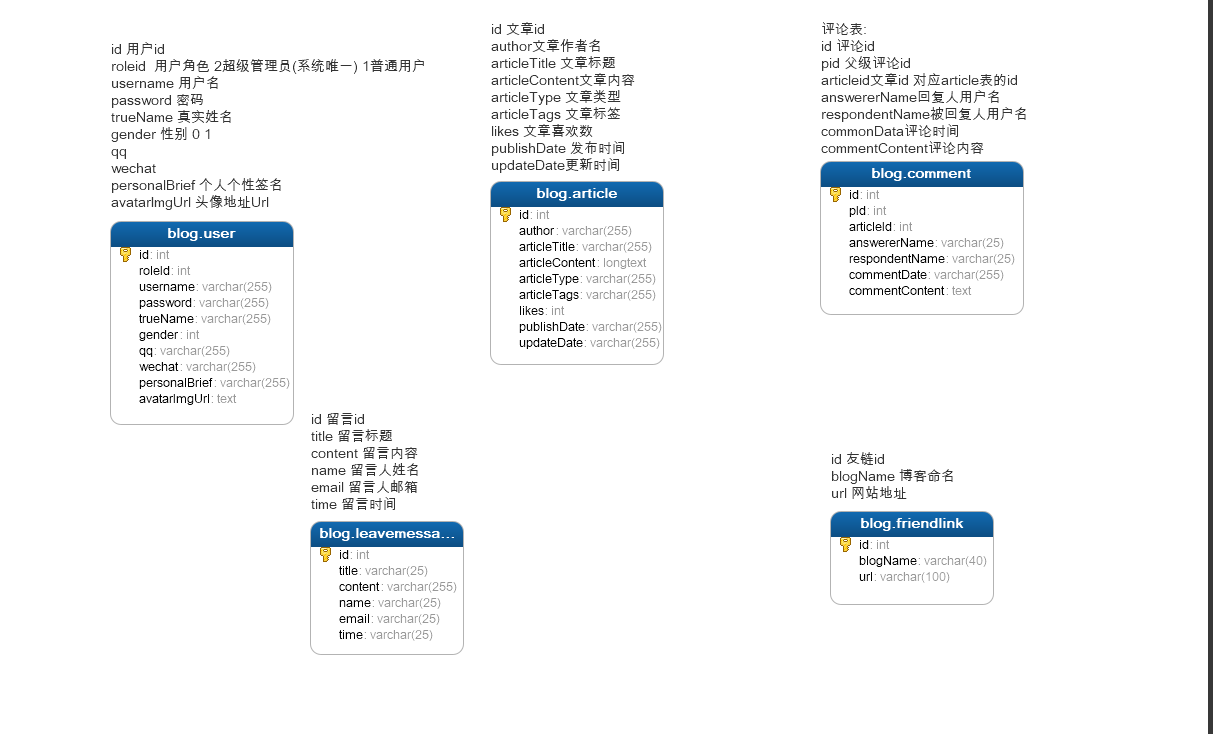 id 用户id
roleid  用户角色 2超级管理员(系统唯一) 1普通用户
username 用户名
password 密码
trueName 真实姓名
gender 性别 0 1
qq
wechat
personalBrief 个人个性签名
avatarImgUrl 头像地址Url
blog.user
id: int
roleId: int
username: varchar(255)
password: varchar(255)
trueName: varchar(255)
gender: int
qq: varchar(255)
wechat: varchar(255)
personalBrief: varchar(255)
avatarImgUrl: text
id 文章id
author文章作者名
articleTitle 文章标题
articleContent文章内容
articleType 文章类型
articleTags 文章标签
likes 文章喜欢数
publishDate 发布时间
updateDate更新时间
blog.article
id: int
author: varchar(255)
articleTitle: varchar(255)
articleContent: longtext
articleType: varchar(255)
articleTags: varchar(255)
likes: int
publishDate: varchar(255)
updateDate: varchar(255)
评论表:
id 评论id
pid 父级评论id
articleid文章id 对应article表的id
answererName回复人用户名
respondentName被回复人用户名
commonData评论时间
commentContent评论内容
blog.comment
id: int
pId: int
articleId: int
answererName: varchar(25)
respondentName: varchar(25)
commentDate: varchar(255)
commentContent: text
id 留言id
title 留言标题
content 留言内容
name 留言人姓名
email 留言人邮箱
time 留言时间
blog.leavemessa...
id: int
title: varchar(25)
content: varchar(255)
name: varchar(25)
email: varchar(25)
time: varchar(25)
id 友链id
blogName 博客命名
url 网站地址
blog.friendlink
id: int
blogName: varchar(40)
url: varchar(100)